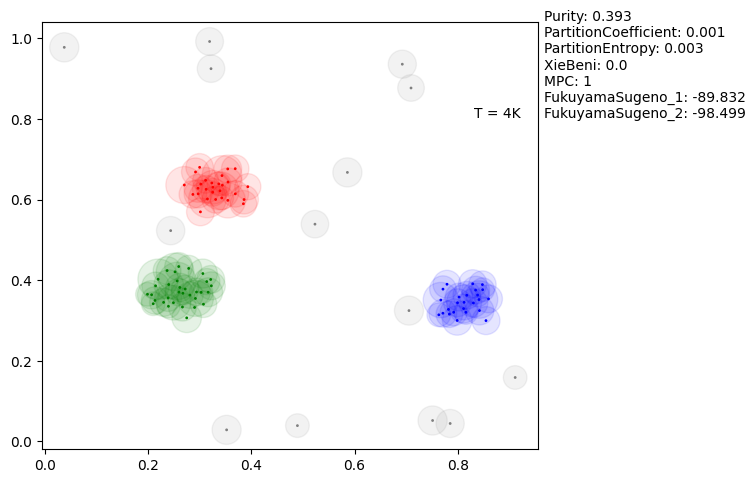 Purity: 0.393
PartitionCoefficient: 0.001
PartitionEntropy: 0.003
XieBeni: 0.0
MPC: 1
FukuyamaSugeno_1: -89.832
FukuyamaSugeno_2: -98.499
T = 4K
1.0
0.8
0.6
0.4
0.2
0.0
0.0 0.2 0.4 0.6 0.8